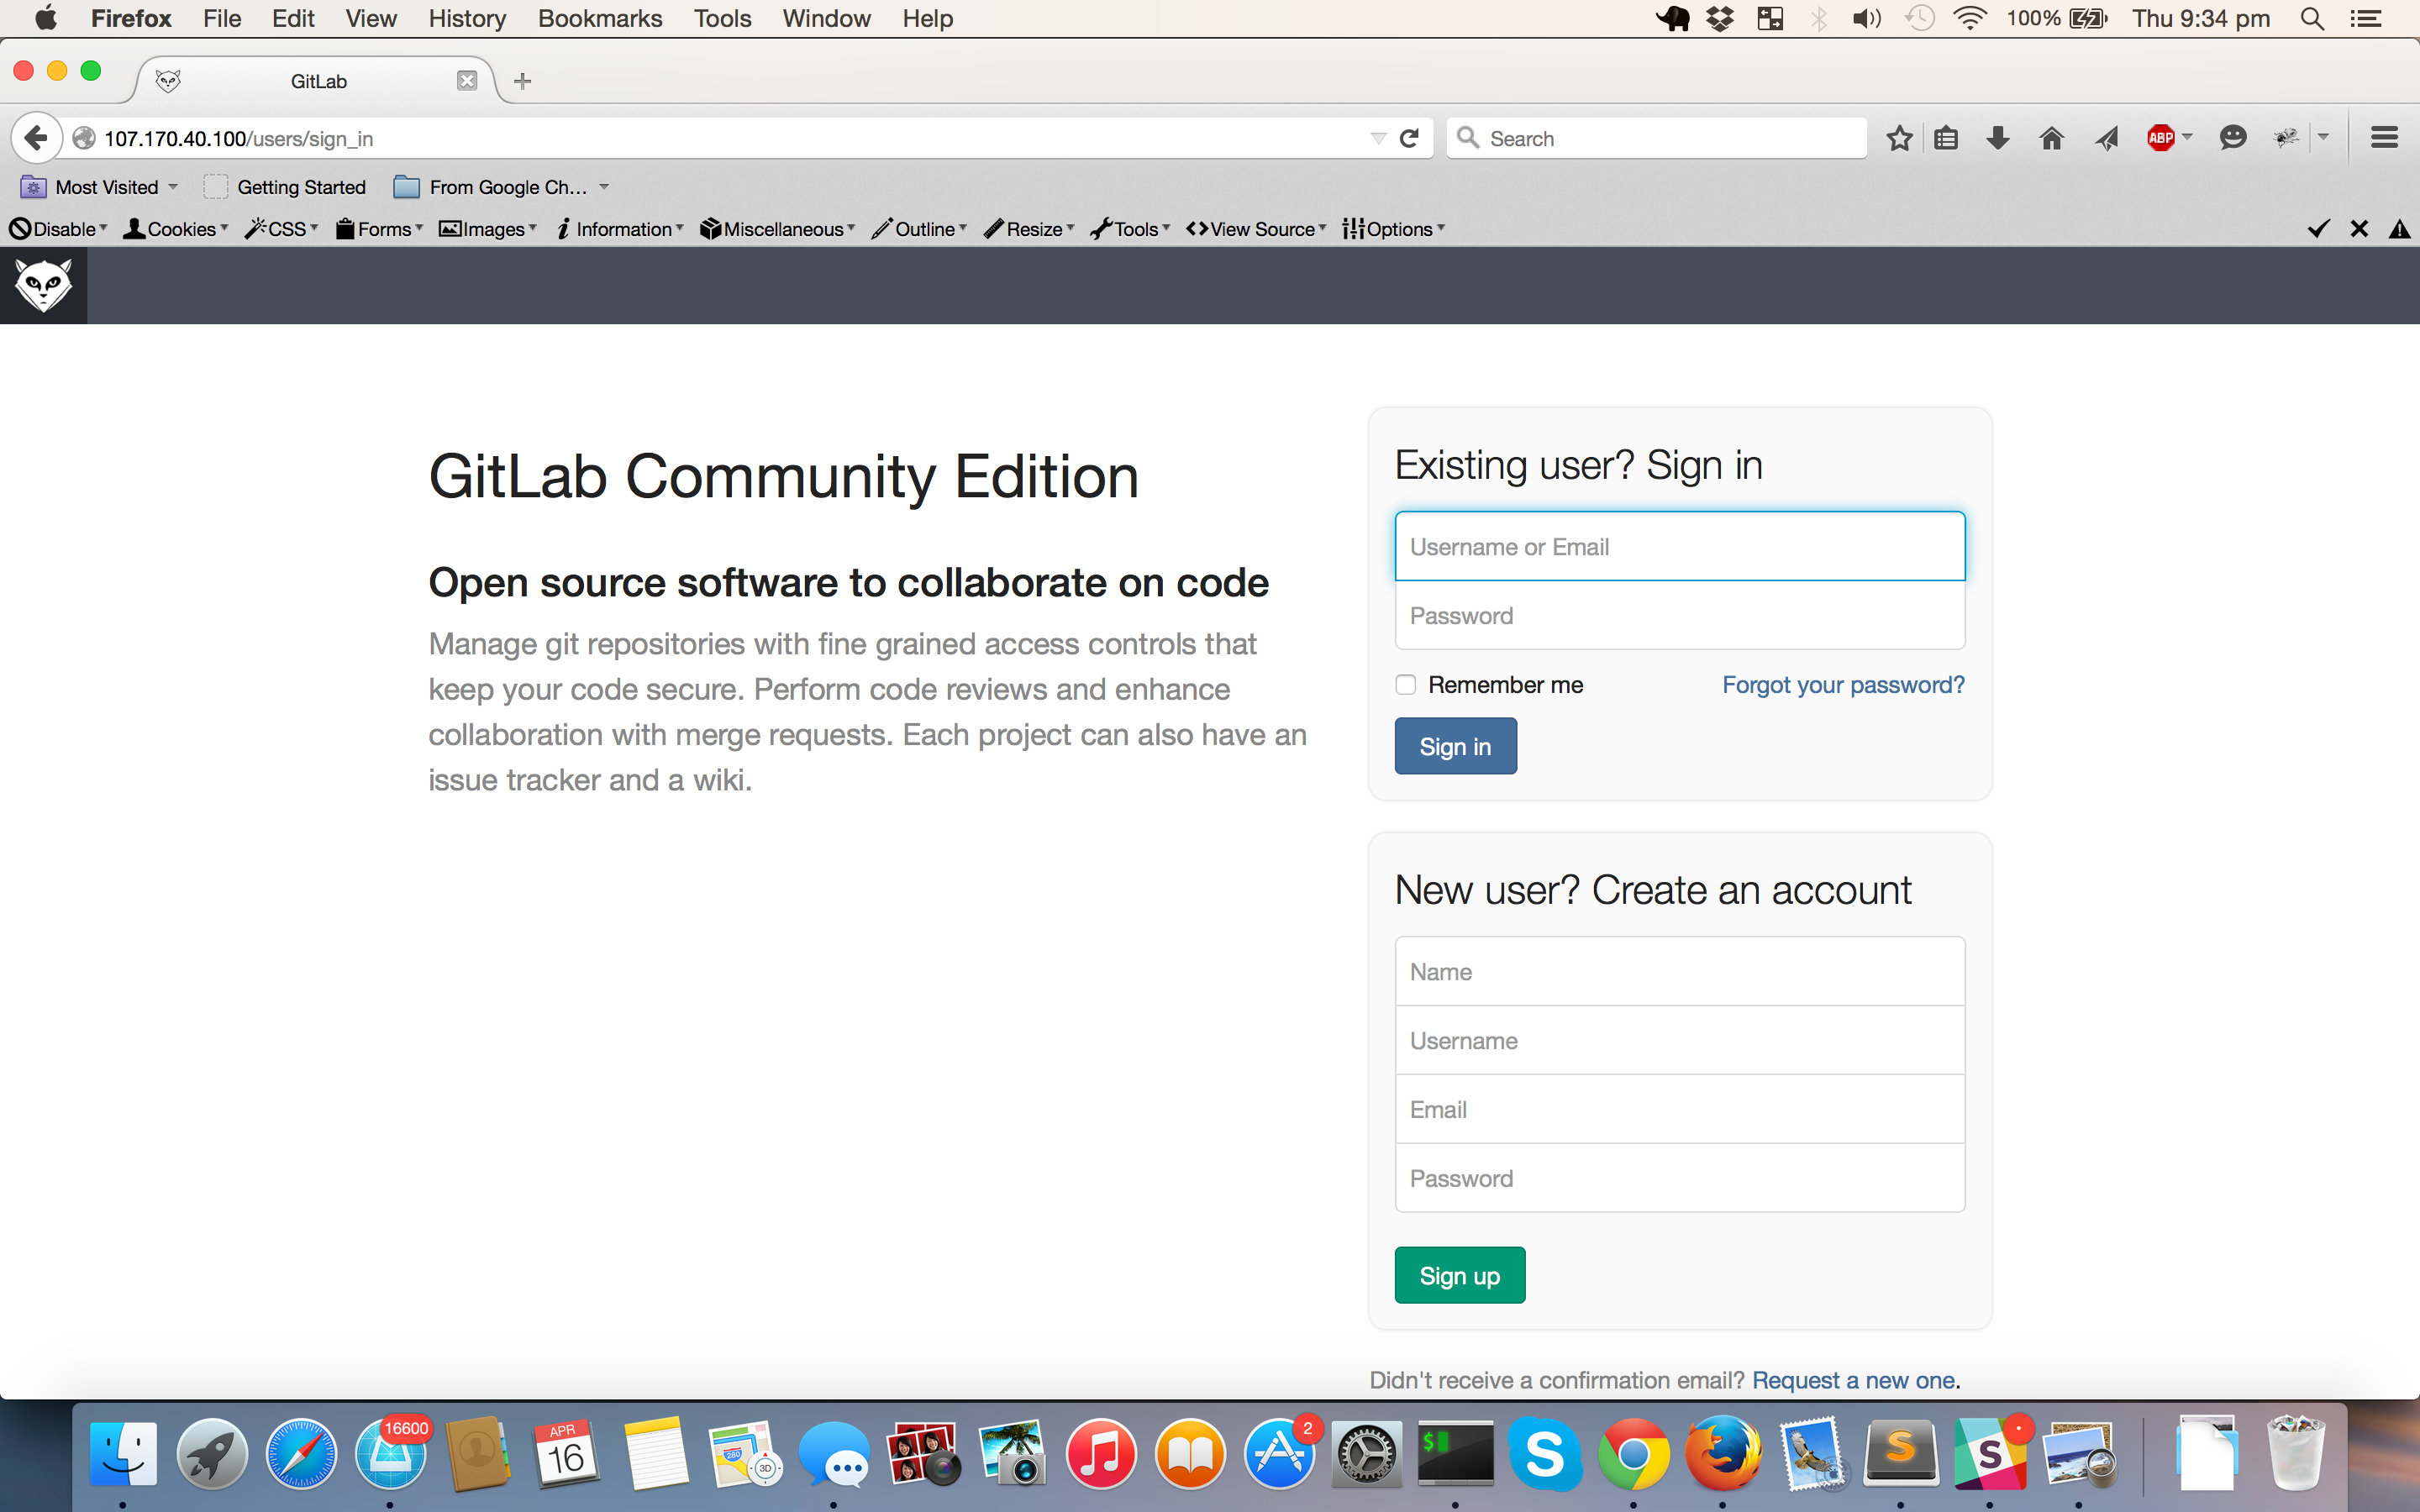 Firefox File Edit View History Bookmarks Tools Window Help 100% Thu 9:34 pm
GitLab
107.170.40.100/users/sign_in Search ABP
Most Visited Getting Started From Google Ch...
Disable Cookies CSS Forms Images Information Miscellaneous Outline Resize Tools View Source Options
GitLab Community Edition
Open source software to collaborate on code
Manage git repositories with fine grained access controls that
keep your code secure. Perform code reviews and enhance
collaboration with merge requests. Each project can also have an
issue tracker and a wiki.
Existing user? Sign in
Username or Email
Password
Remember me Forgot your password?
Sign in
New user? Create an account
Name
Username
Email
Password
Sign up
Didn't receive a confirmation email? Request a new one.
16600
APR
16
280
3D
2
$
S
S
S